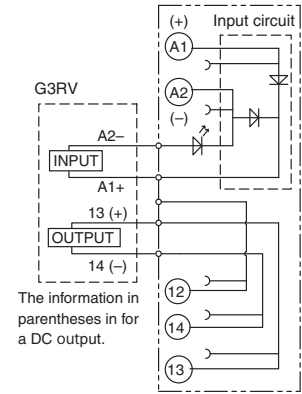 (+) Input circuit
A1
G3RV
A2
(–)
A2–
INPUT
A1+
13 (+)
OUTPUT
14 (–)
12
14
13
The information in
parentheses in for
a DC output.